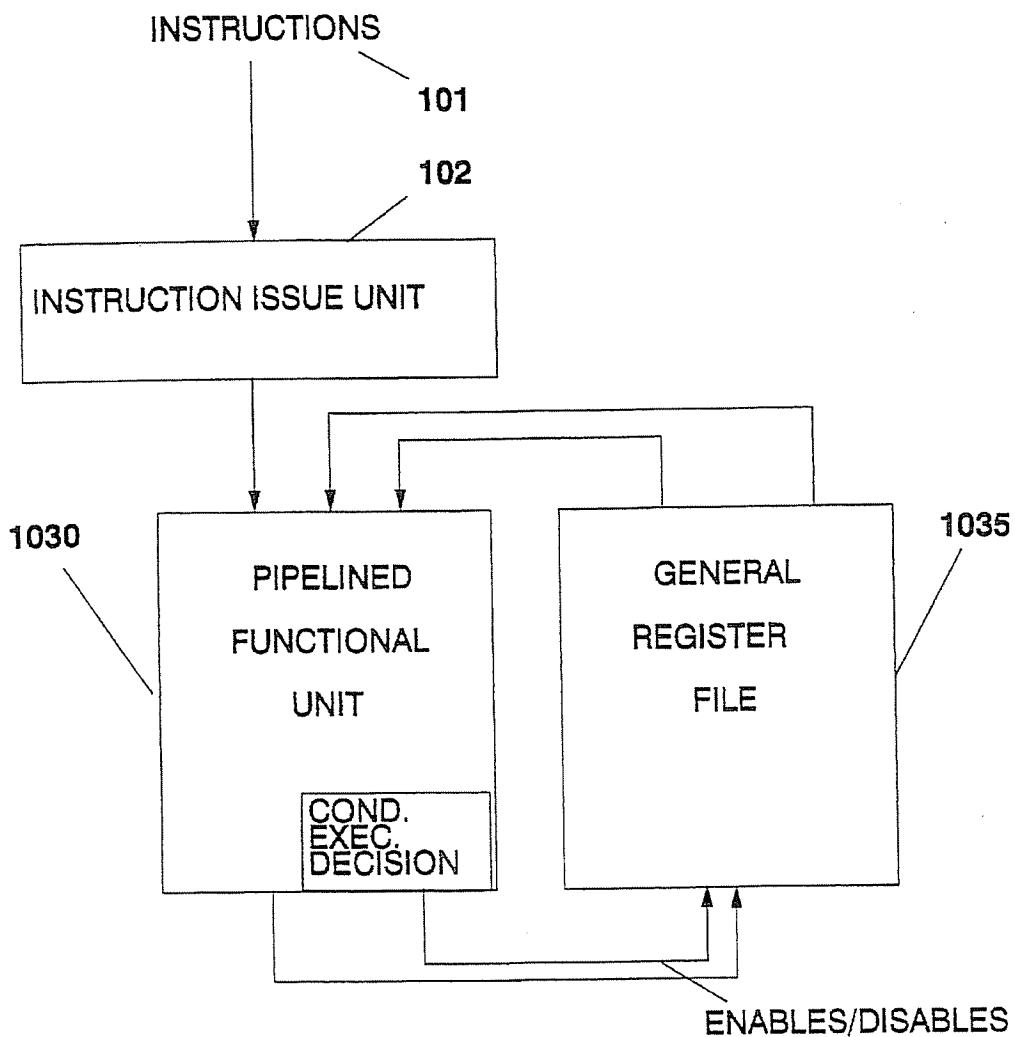 INSTRUCTIONS
101
102
INSTRUCTION ISSUE UNIT
1030
1035
PIPELINED
FUNCTIONAL
UNIT
GENERAL
REGISTER
FILE
COND.
EXEC.
DECISION
ENABLES/DISABLES